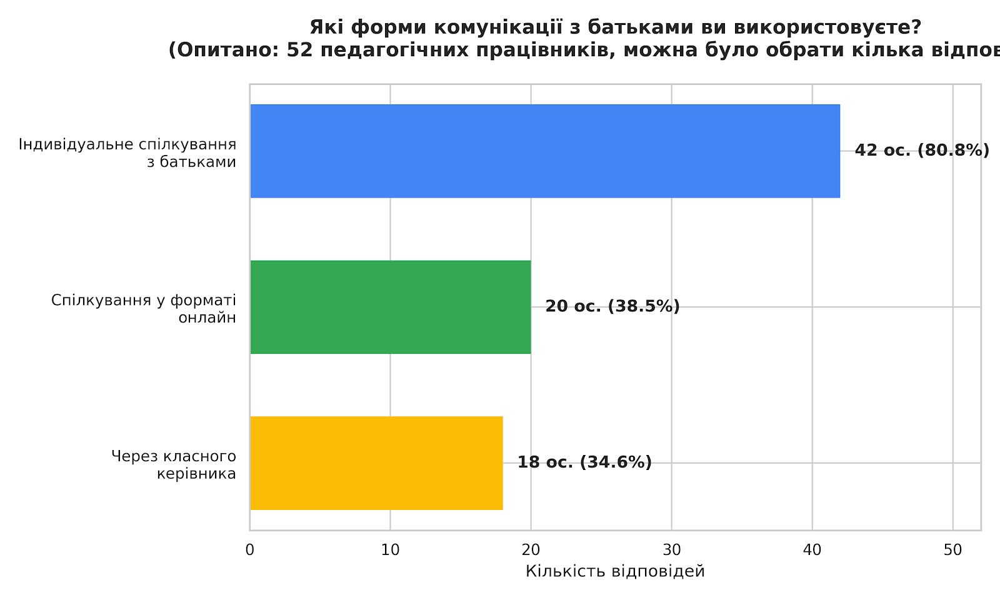 Які форми комунікації з батьками ви використовуєте?
(Опитано: 52 педагогічних працівників, можна було обрати кілька
Індивідуальне спілкування
з батьками
42 ос. (80.8%)
Спілкування у форматі
онлайн
20 ос. (38.5%)
Через класного
керівника
18 ос. (34.6%)
0 10 20 30 40 50
Кількість відповідей